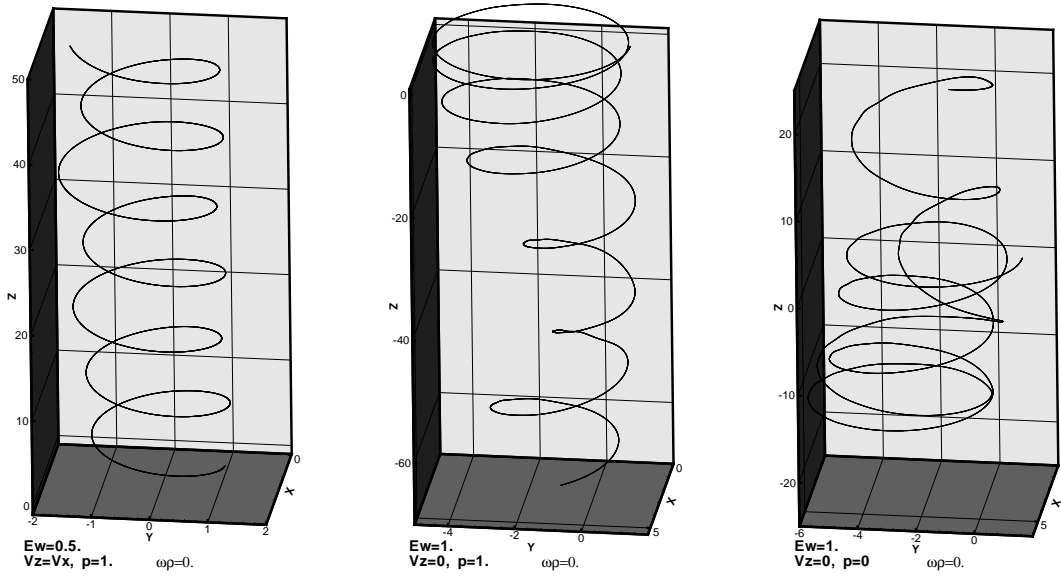 50
40
30
20
10
0
Z
-2
-1
0
1
2
Y
0
X
Ew=0.5.
Vz=Vx, p=1. ωρ=0.
0
-20
-40
-60
Z
-4
-2
0
Y
5
0
X
Ew=1.
Vz=0, p=1. ωρ=0.
20
10
0
-10
-20
Z
-6
-4
-2
0
Y
5
X
Ew=1.
Vz=0, p=0 ωρ=0.